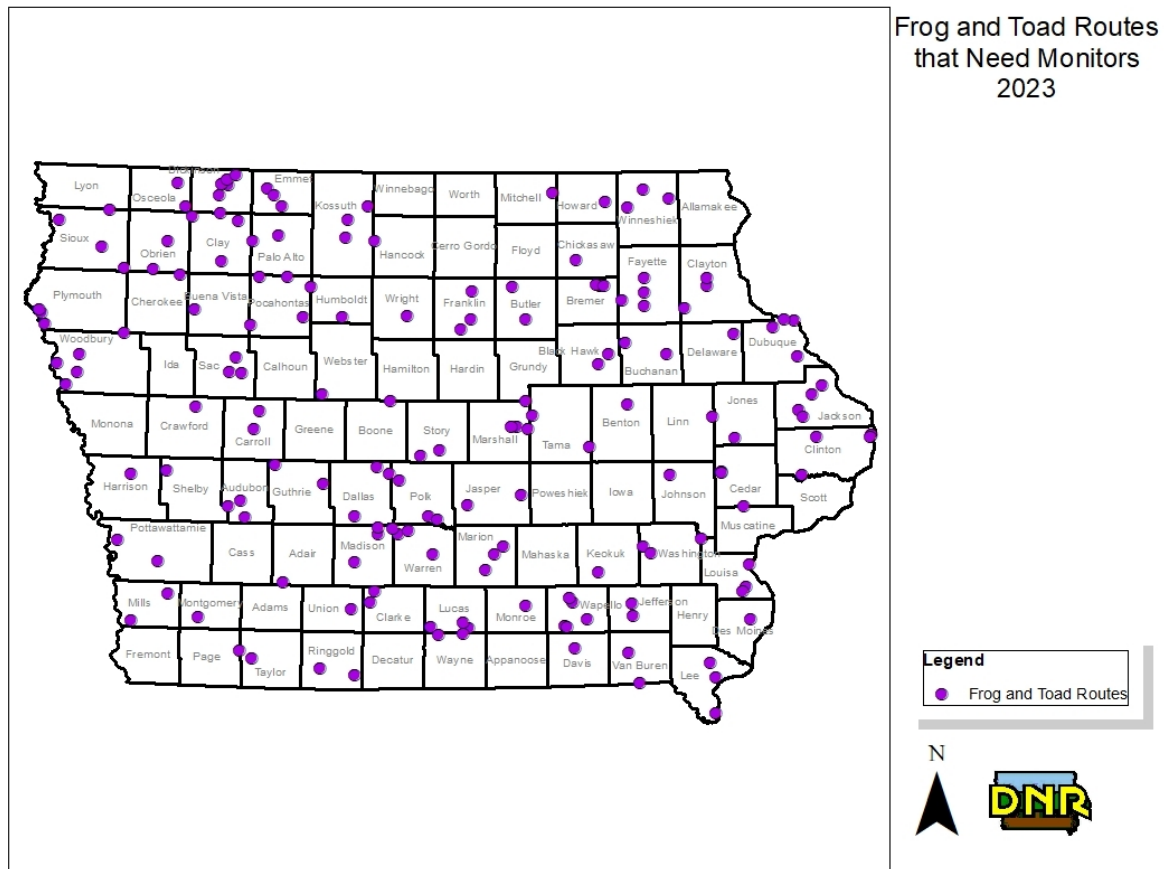 Frog and Toad Routes
that Need Monitors
2023
Lyon
Osceola
Dickinson
Emmet
Kossuth
Winnebago
Worth
Mitchell
Howard
Winneshiek
Allamakee
Sioux
Obrien
Clay
Palo Alto
Hancock
Cerro Gordo
Floyd
Chickasaw
Fayette
Clayton
Plymouth
Cherokee
Buena Vista
Pocahontas
Humboldt
Wright
Franklin
Butler
Bremer
Woodbury
Ida
Sac
Calhoun
Webster
Hamilton
Hardin
Grundy
Black Hawk
Buchanan
Delaware
Dubuque
Monona
Crawford
Carroll
Greene
Boone
Story
Marshall
Tama
Benton
Linn
Jones
Jackson
Clinton
Harrison
Shelby
Audubon
Guthrie
Dallas
Polk
Jasper
Poweshiek
Iowa
Johnson
Cedar
Scott
Muscatine
Pottawattamie
Cass
Adair
Madison
Warren
Marion
Mahaska
Keokuk
Washington
Louisa
Mills
Montgomery
Adams
Union
Clarke
Lucas
Monroe
Wapello
Jefferson
Henry
Des Moines
Fremont
Page
Taylor
Ringgold
Decatur
Wayne
Appanoose
Davis
Van Buren
Lee
Legend
Frog and Toad Routes
N
DNR